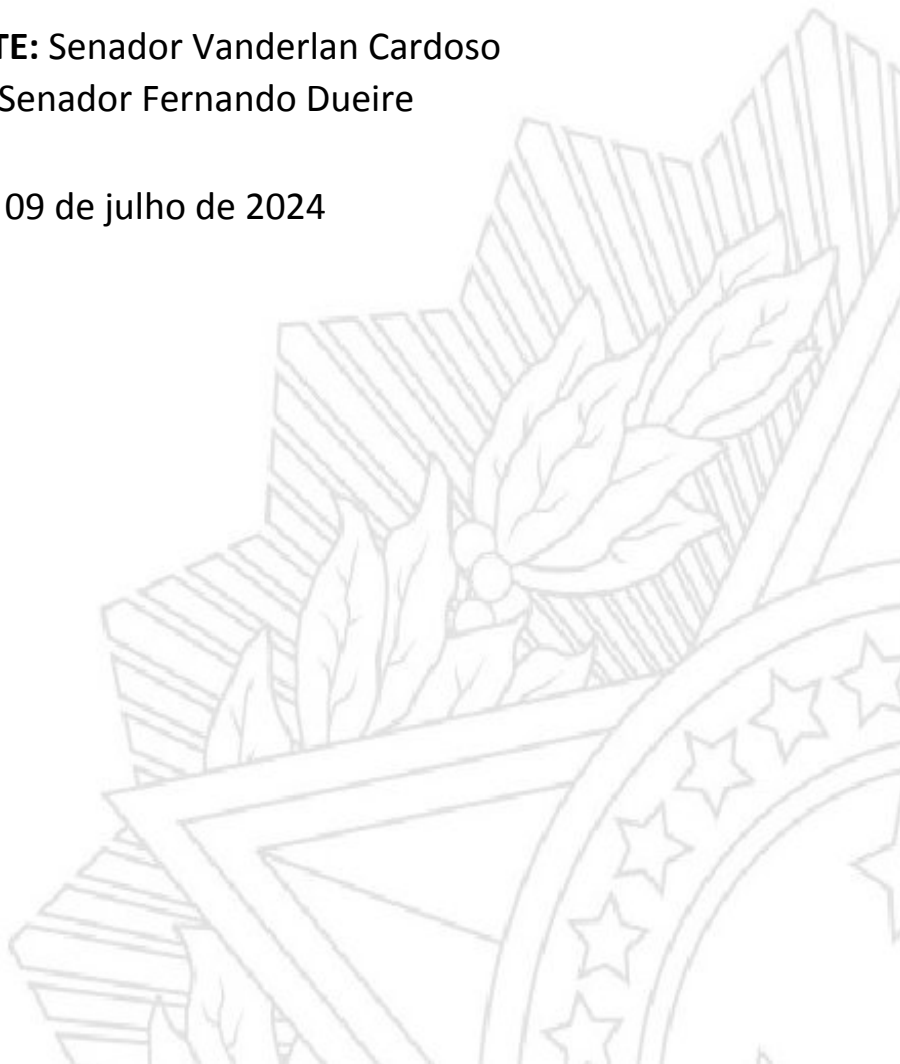 TE: Senador Vanderlan Cardoso
Senador Fernando Dueire
09 de julho de 2024